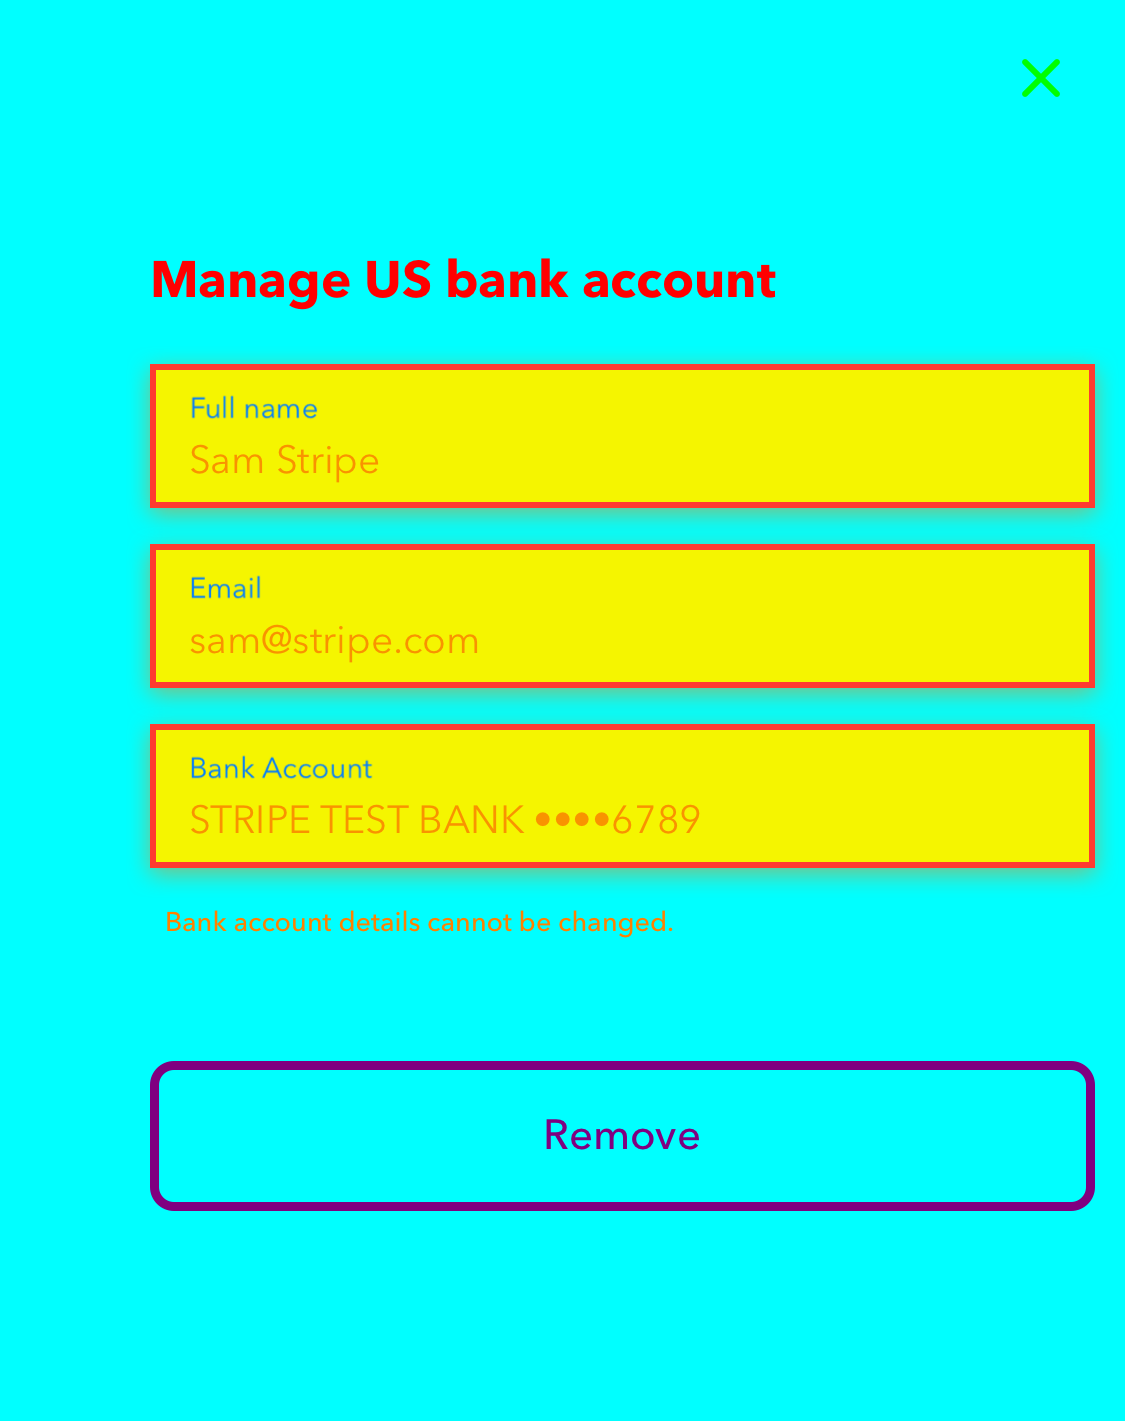 Manage US bank account
Full name
Sam Stripe
Email
sam@stripe.com
Bank Account
STRIPE TEST BANK ••••6789
Bank account details cannot be changed.
Remove